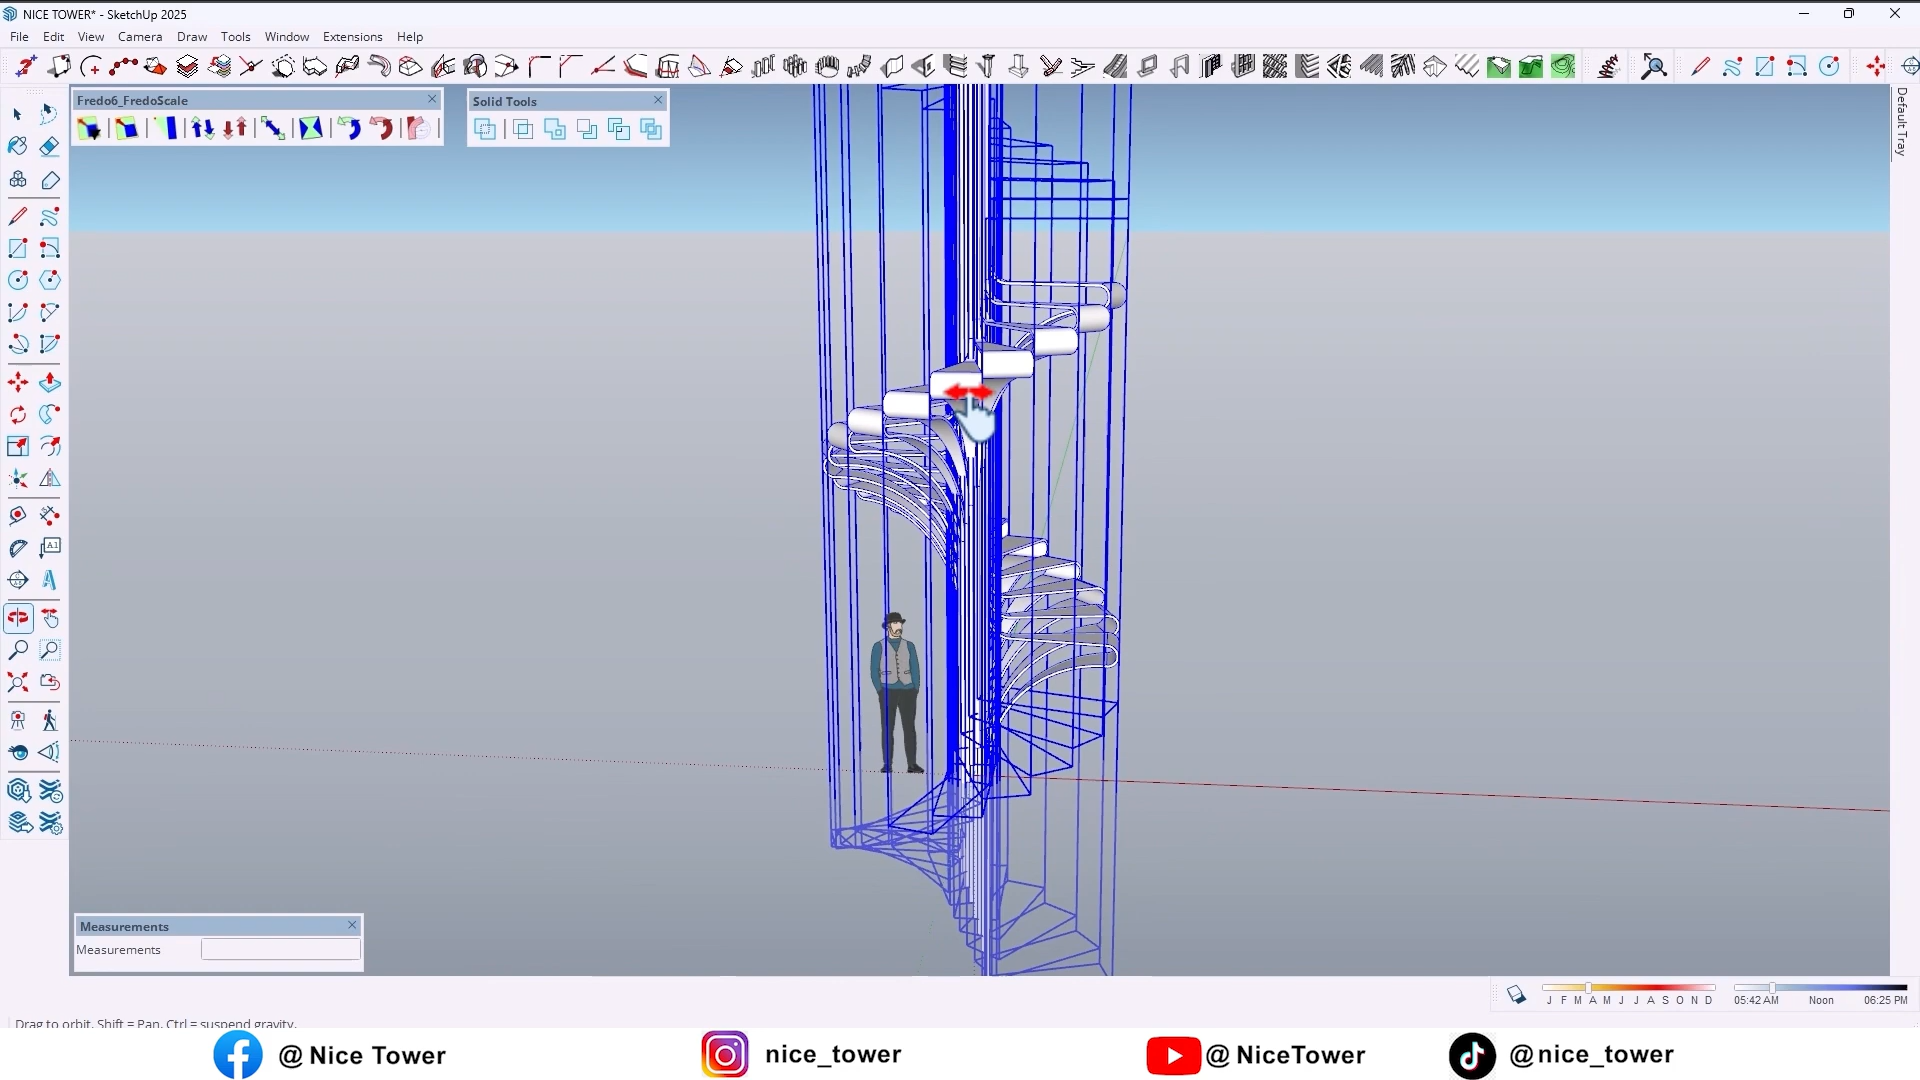 NICE TOWER* - SketchUp 2025
File Edit View Camera Draw Tools Window Extensions Help
Fredo6_FredoScale
Solid Tools
Default Tray
A1
Measurements
Measurements
J F M A M J J A S O N D
05:42 AM Noon 06:25 PM
Drag to orbit. Shift = Pan, Ctrl = suspend gravity.
@ Nice Tower
nice_tower
@ NiceTower
@nice_tower